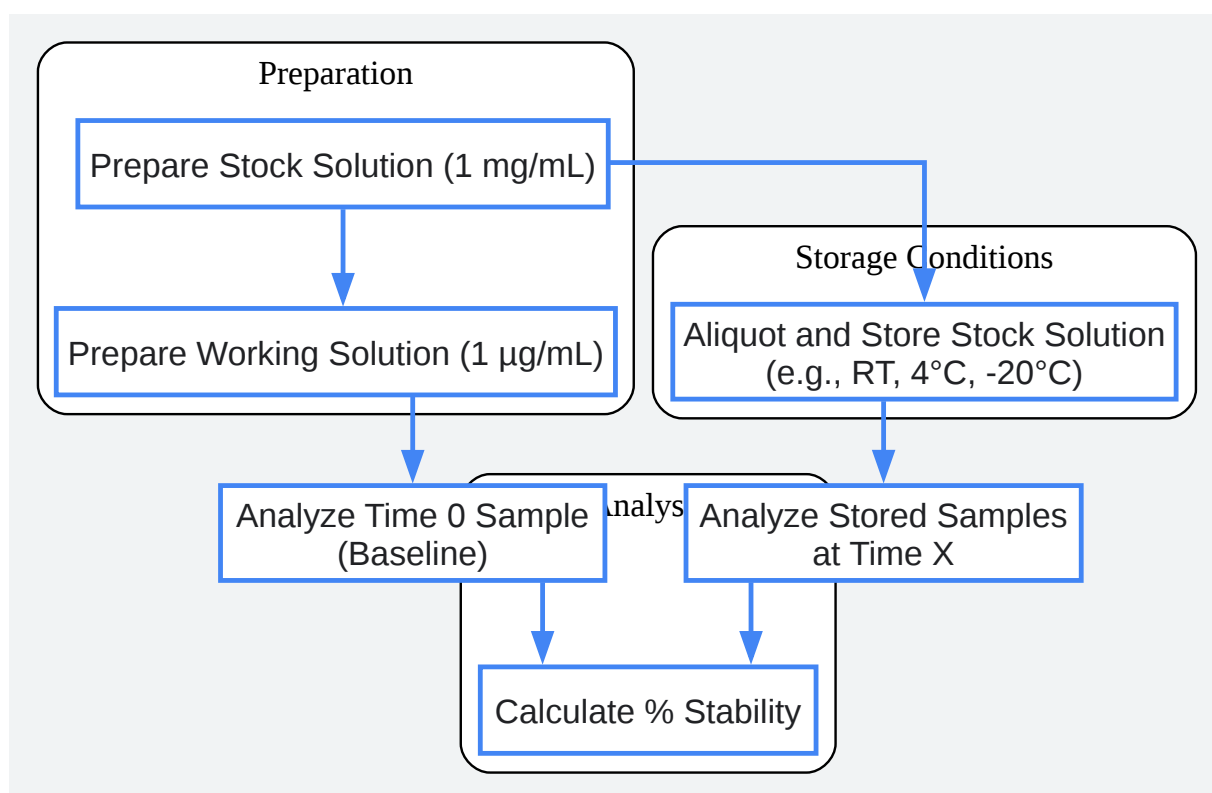 Preparation
Prepare Stock Solution (1 mg/mL)
Prepare Working Solution (1 µg/mL)
Storage Conditions
Aliquot and Store Stock Solution
(e.g., RT, 4°C, -20°C)
Analyze Time 0 Sample
(Baseline)
Analyze Stored Samples
at Time X
Calculate % Stability